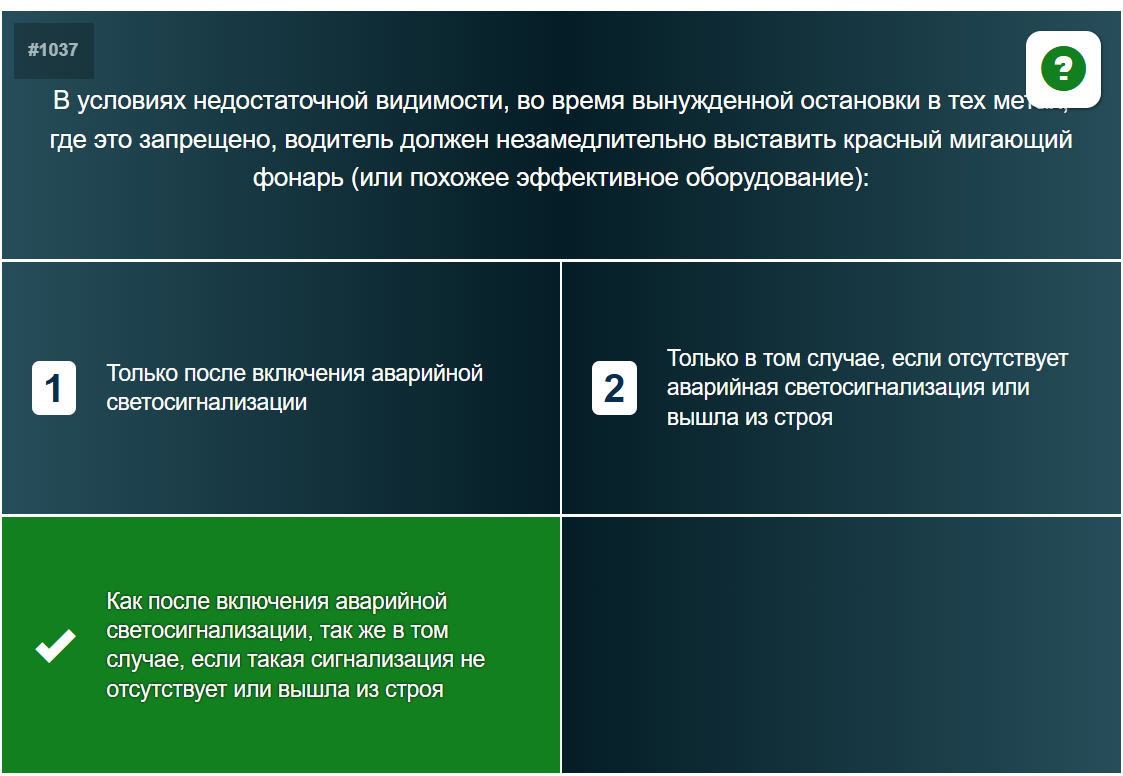 #1037
?
В условиях недостаточной видимости, во время вынужденной остановки в тех
где это запрещено, водитель должен незамедлительно выставить красный мигающий
фонарь (или похожее эффективное оборудование):
1
Только после включения аварийной
светосигнализации
2
Только в том случае, если отсутствует
аварийная светосигнализация или
вышла из строя
Как после включения аварийной
светосигнализации, так же в том
случае, если такая сигнализация не
отсутствует или вышла из строя